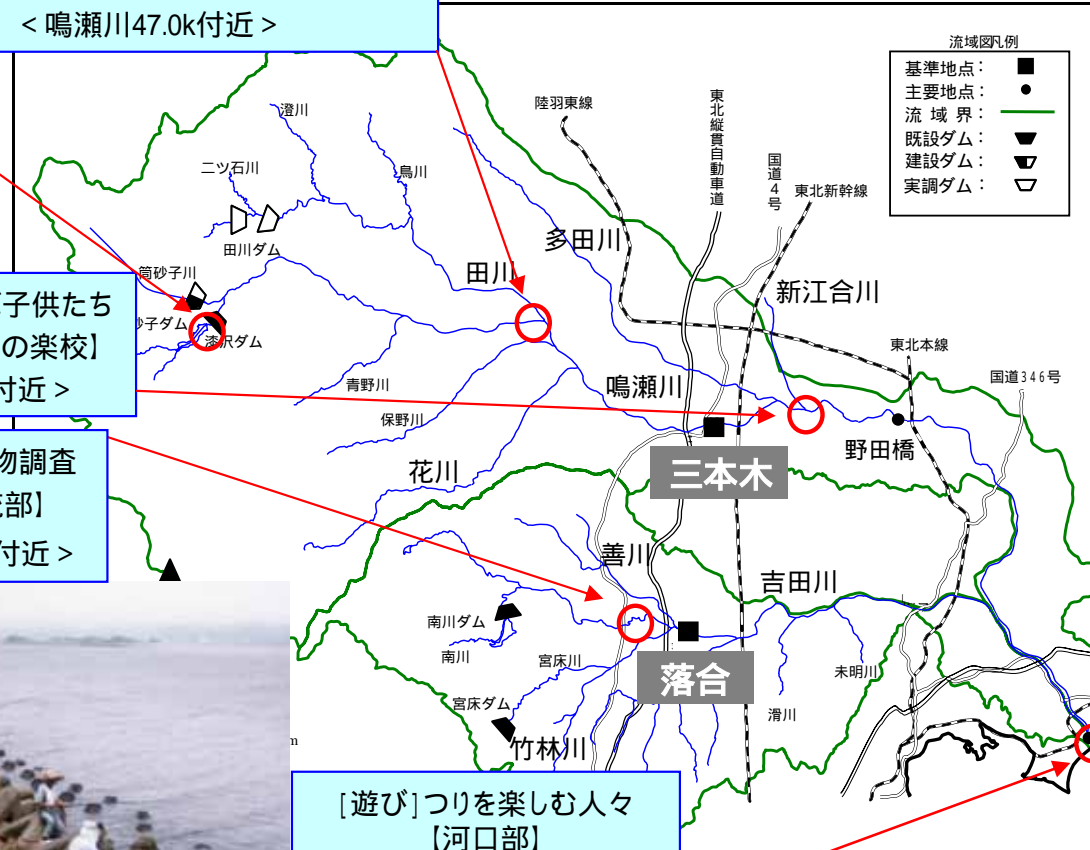 ＜鳴瀬川47.0k付近＞
流域図凡例
基準地点：
主要地点：
流域界：
既設ダム：
建設ダム：
実調ダム：
陸羽東線
東北縦貫自動車道
国道4号
東北新幹線
澄川
二ツ石川
鳥川
多田川
田川ダム
田川
新江合川
筒砂子川
子供たち
の楽校】
付近＞
砂子ダム
漆沢ダム
東北本線
国道346号
青野川
鳴瀬川
保野川
野田橋
三本木
花川
物調査
部】
付近＞
善川
吉田川
南川ダム
南川
宮床川
落合
未明川
宮床ダム
滑川
竹林川
m
[遊び]つりを楽しむ人々
【河口部】